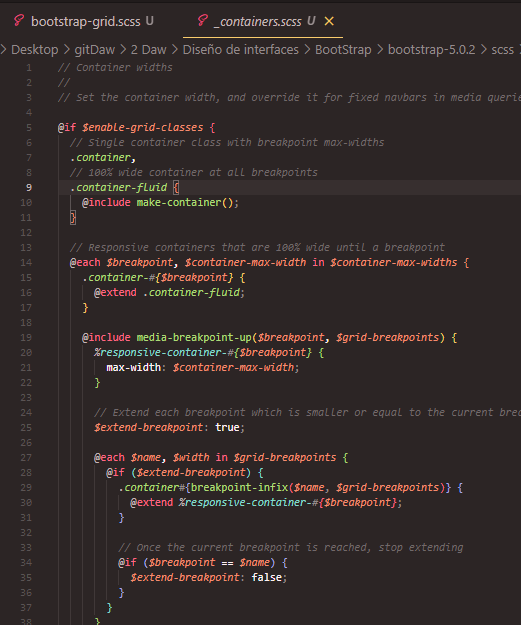 bootstrap-grid.scss U
_containers.scss U ×
> Desktop > gitDaw > 2 Daw > Diseño de interfaces > BootStrap > bootstrap-5.0.2 > scss
1 // Container widths
2 //
3 // Set the container width, and override it for fixed navbars in media querie
4
5 @if $enable-grid-classes {
6 // Single container class with breakpoint max-widths
7 .container,
8 // 100% wide container at all breakpoints
9 .container-fluid {
10 @include make-container();
11 }
12
13 // Responsive containers that are 100% wide until a breakpoint
14 @each $breakpoint, $container-max-width in $container-max-widths {
15 .container-#{$breakpoint} {
16 @extend .container-fluid;
17 }
18
19 @include media-breakpoint-up($breakpoint, $grid-breakpoints) {
20 %responsive-container-#{$breakpoint} {
21 max-width: $container-max-width;
22 }
23
24 // Extend each breakpoint which is smaller or equal to the current brea
25 $extend-breakpoint: true;
26
27 @each $name, $width in $grid-breakpoints {
28 @if ($extend-breakpoint) {
29 .container#{breakpoint-infix($name, $grid-breakpoints)} {
30 @extend %responsive-container-#{$breakpoint};
31 }
32
33 // Once the current breakpoint is reached, stop extending
34 @if ($breakpoint == $name) {
35 $extend-breakpoint: false;
36 }
37 }
38 }